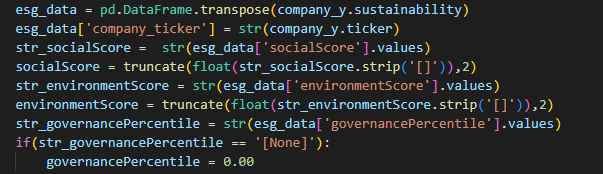 esg_data = pd.DataFrame.transpose(company_y.sustainability)
esg_data['company_ticker'] = str(company_y.ticker)
str_socialScore =  str(esg_data['socialScore'].values)
socialScore = truncate(float(str_socialScore.strip('[]')),2)
str_environmentScore = str(esg_data['environmentScore'].values)
environmentScore = truncate(float(str_environmentScore.strip('[]')),2)
str_governancePercentile = str(esg_data['governancePercentile'].values)
if(str_governancePercentile == '[None]'):
    governancePercentile = 0.00